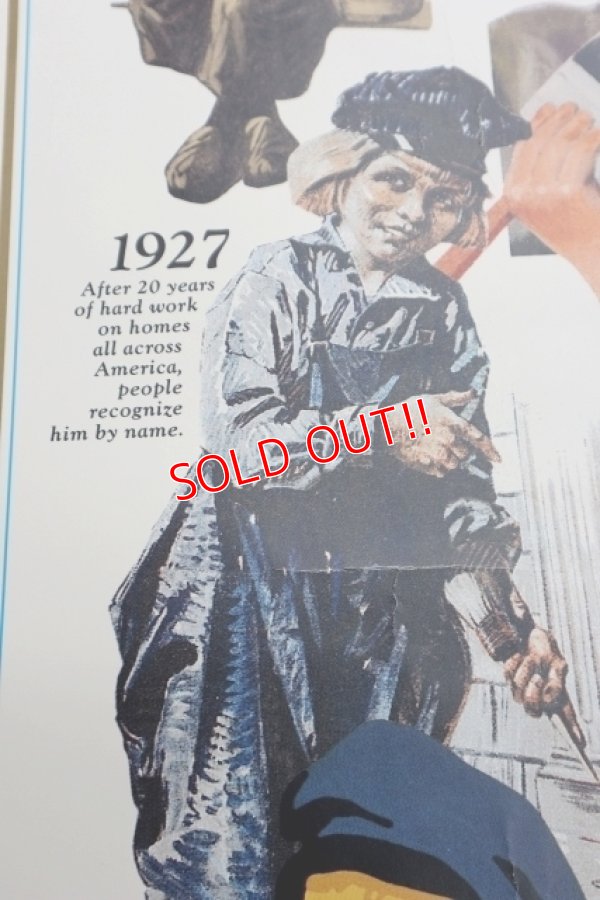 1927
After 20 years
of hard work
on homes
all across
America,
people
recognize
him by name.
SOLD OUT!!